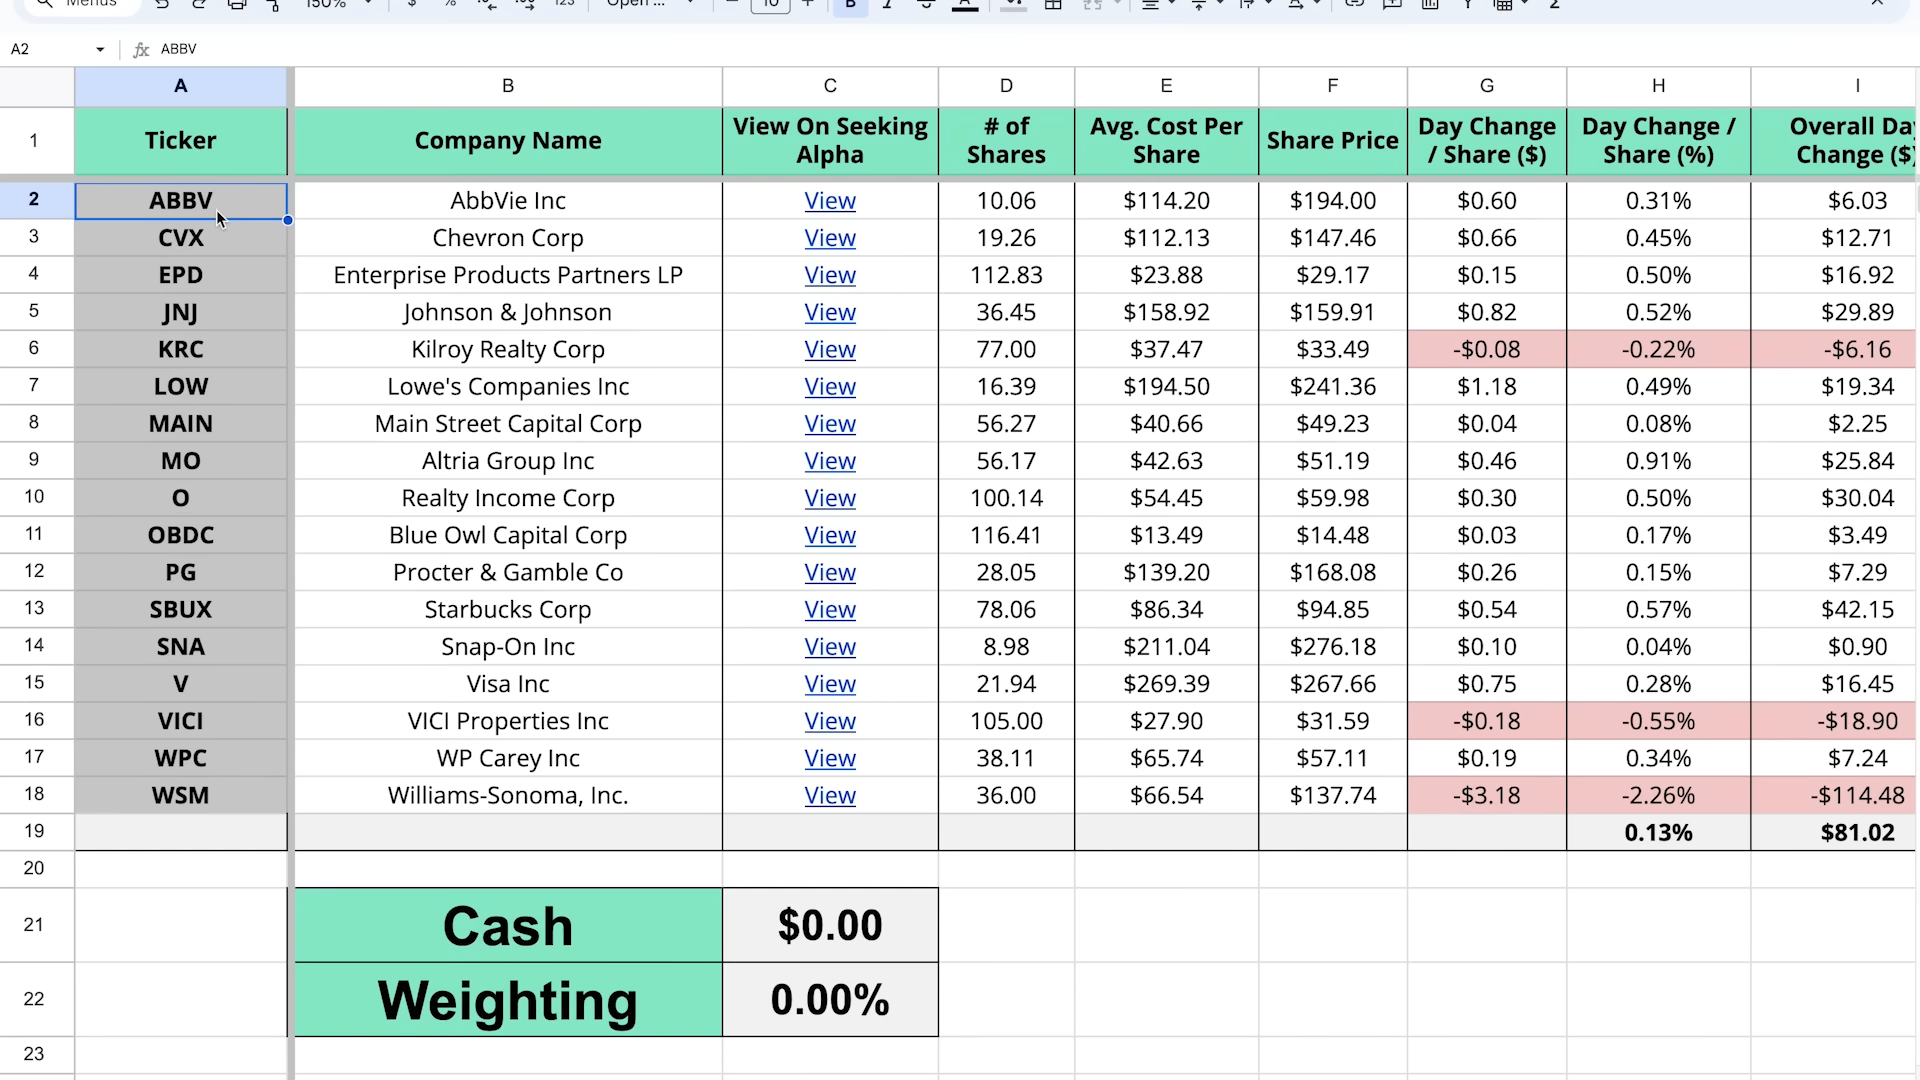 Menus 150% $ % 123 Open ... 10 B I A Σ
A2 fx ABBV
A B C D E F G H I
1 Ticker Company Name View On Seeking Alpha # of Shares Avg. Cost Per Share Share Price Day Change / Share ($) Day Change / Share (%) Overall Da Change ($)
2 ABBV AbbVie Inc View 10.06 $114.20 $194.00 $0.60 0.31% $6.03
3 CVX Chevron Corp View 19.26 $112.13 $147.46 $0.66 0.45% $12.71
4 EPD Enterprise Products Partners LP View 112.83 $23.88 $29.17 $0.15 0.50% $16.92
5 JNJ Johnson & Johnson View 36.45 $158.92 $159.91 $0.82 0.52% $29.89
6 KRC Kilroy Realty Corp View 77.00 $37.47 $33.49 -$0.08 -0.22% -$6.16
7 LOW Lowe's Companies Inc View 16.39 $194.50 $241.36 $1.18 0.49% $19.34
8 MAIN Main Street Capital Corp View 56.27 $40.66 $49.23 $0.04 0.08% $2.25
9 MO Altria Group Inc View 56.17 $42.63 $51.19 $0.46 0.91% $25.84
10 O Realty Income Corp View 100.14 $54.45 $59.98 $0.30 0.50% $30.04
11 OBDC Blue Owl Capital Corp View 116.41 $13.49 $14.48 $0.03 0.17% $3.49
12 PG Procter & Gamble Co View 28.05 $139.20 $168.08 $0.26 0.15% $7.29
13 SBUX Starbucks Corp View 78.06 $86.34 $94.85 $0.54 0.57% $42.15
14 SNA Snap-On Inc View 8.98 $211.04 $276.18 $0.10 0.04% $0.90
15 V Visa Inc View 21.94 $269.39 $267.66 $0.75 0.28% $16.45
16 VICI VICI Properties Inc View 105.00 $27.90 $31.59 -$0.18 -0.55% -$18.90
17 WPC WP Carey Inc View 38.11 $65.74 $57.11 $0.19 0.34% $7.24
18 WSM Williams-Sonoma, Inc. View 36.00 $66.54 $137.74 -$3.18 -2.26% -$114.48
19 0.13% $81.02
20
21 Cash $0.00
22 Weighting 0.00%
23